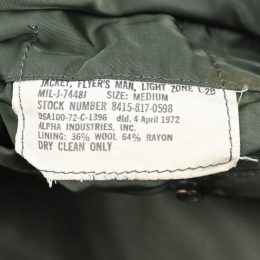 JACKET, FLYER'S MAN, LIGHT ZONE L-2B
MIL-J-7448J SIZE: MEDIUM
STOCK NUMBER 8415-817-0598
DSA100-72-C-1396 dtd. 4 April 1972
ALPHA INDUSTRIES, INC.
LINING: 36% WOOL 64% RAYON
DRY CLEAN ONLY